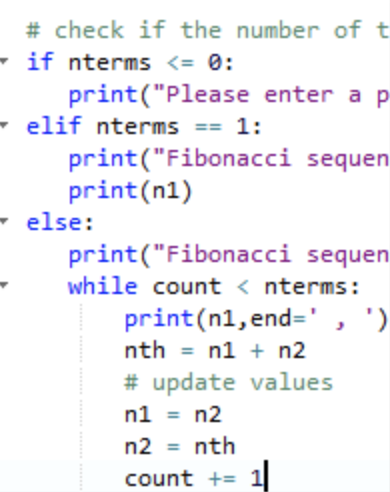 # check if the number of t
if nterms <= 0:
print("Please enter a p
elif nterms == 1:
print("Fibonacci sequen
print(n1)
else:
print("Fibonacci sequen
while count < nterms:
print(n1,end=' , ')
nth = n1 + n2
# update values
n1 = n2
n2 = nth
count += 1